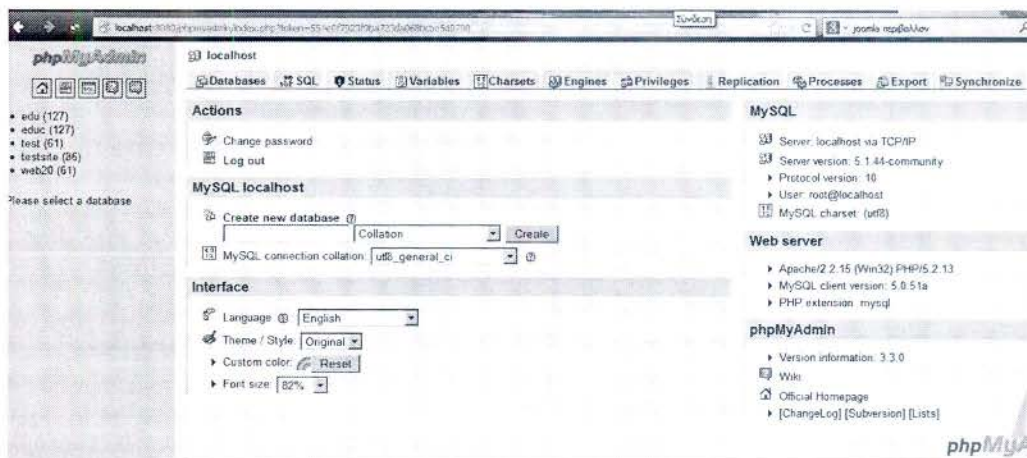 Σύνδεση
localhost
joomla περιβάλλον
phpMyAdmin
edu (127)
educ (127)
test (61)
testsite (36)
web20 (61)
Please select a database
localhost
Databases SQL Status Variables Charsets Engines Privileges Replication Processes Export Synchronize
Actions
Change password
Log out
MySQL localhost
Create new database
Collation Create
MySQL connection collation: utf8_general_ci
Interface
Language English
Theme / Style: Original
Custom color: Reset
Font size: 82%
MySQL
Server: localhost via TCP/IP
Server version: 5.1.44-community
Protocol version: 10
User: root@localhost
MySQL charset: (utf8)
Web server
Apache/2.2.15 (Win32) PHP/5.2.13
MySQL client version: 5.0.51a
PHP extension: mysql
phpMyAdmin
Version information: 3.3.0
Wiki
Official Homepage
[ChangeLog] [Subversion] [Lists]
phpMyA